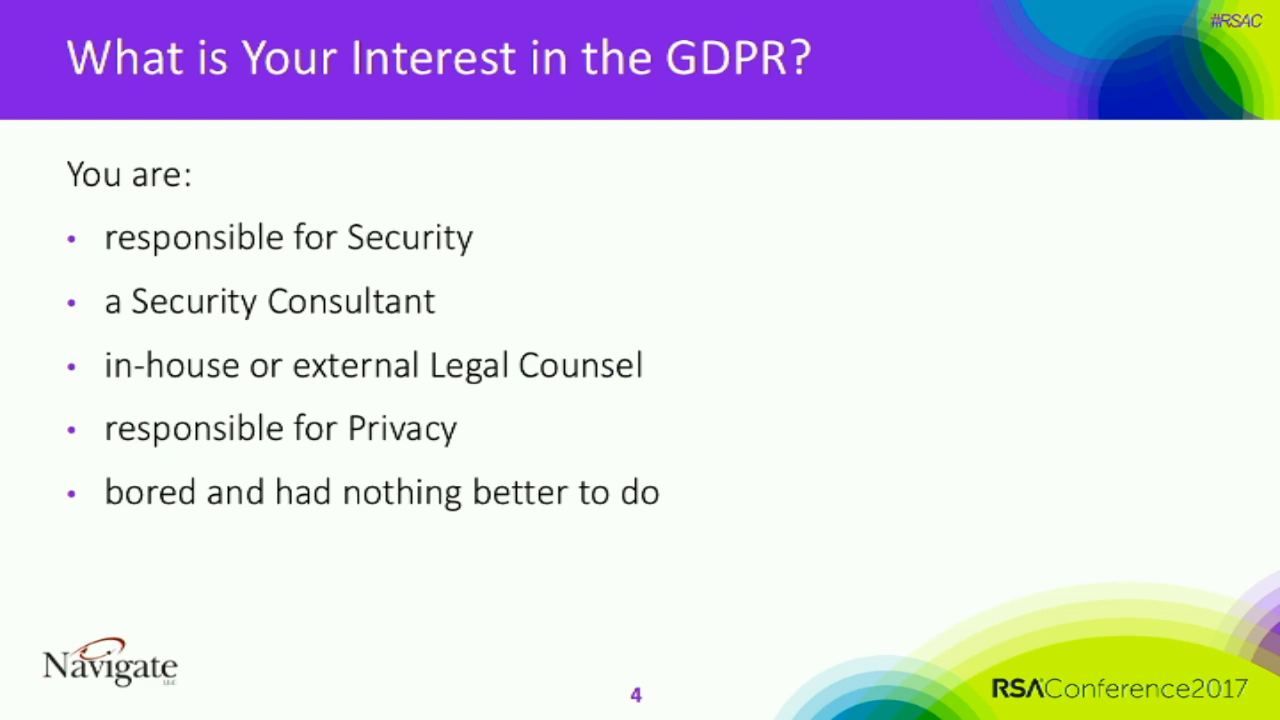 #RSAC
What is Your Interest in the GDPR?
You are:
• responsible for Security
• a Security Consultant
• in-house or external Legal Counsel
• responsible for Privacy
• bored and had nothing better to do
Navigate
LLC
4
RSAConference2017